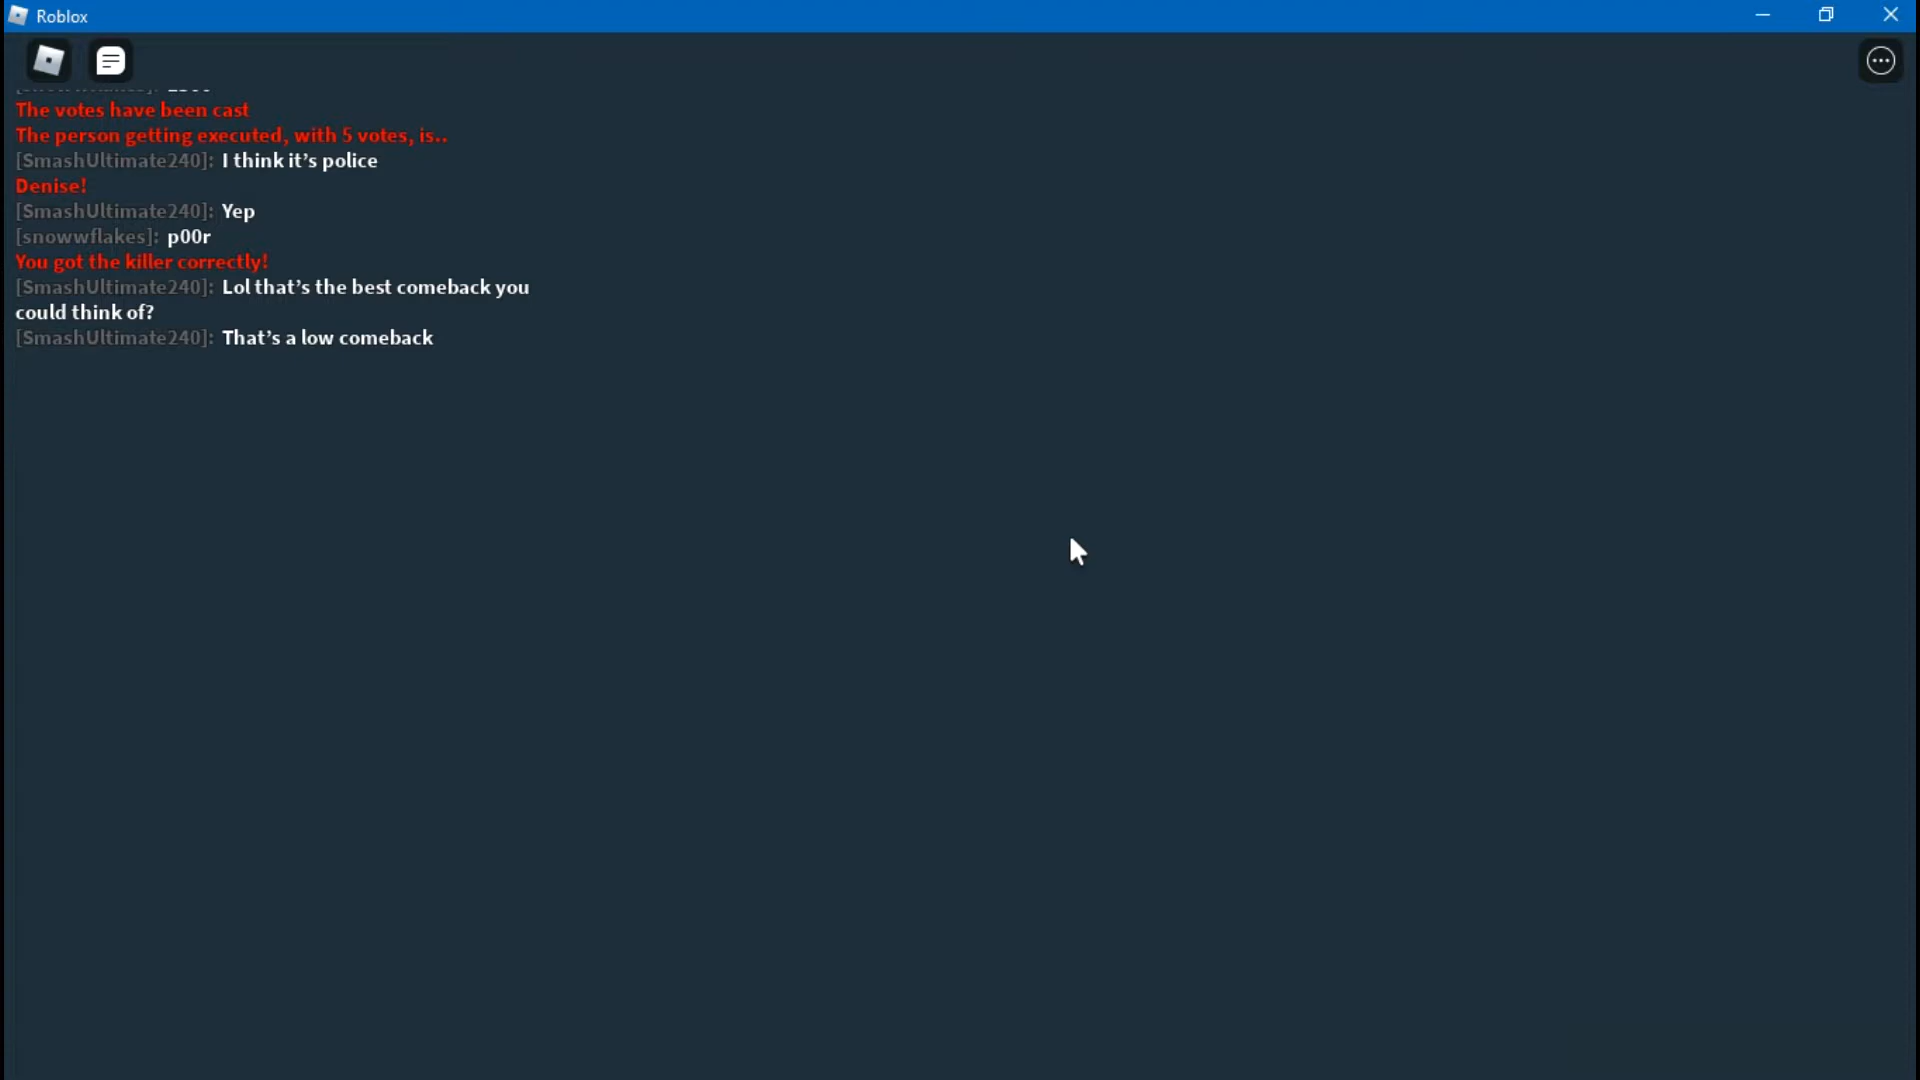 Roblox
The votes have been cast
The person getting executed, with 5 votes, is..
[SmashUltimate240]: I think it’s police
Denise!
[SmashUltimate240]: Yep
[snowwflakes]: p00r
You got the killer correctly!
[SmashUltimate240]: Lol that’s the best comeback you
could think of?
[SmashUltimate240]: That’s a low comeback